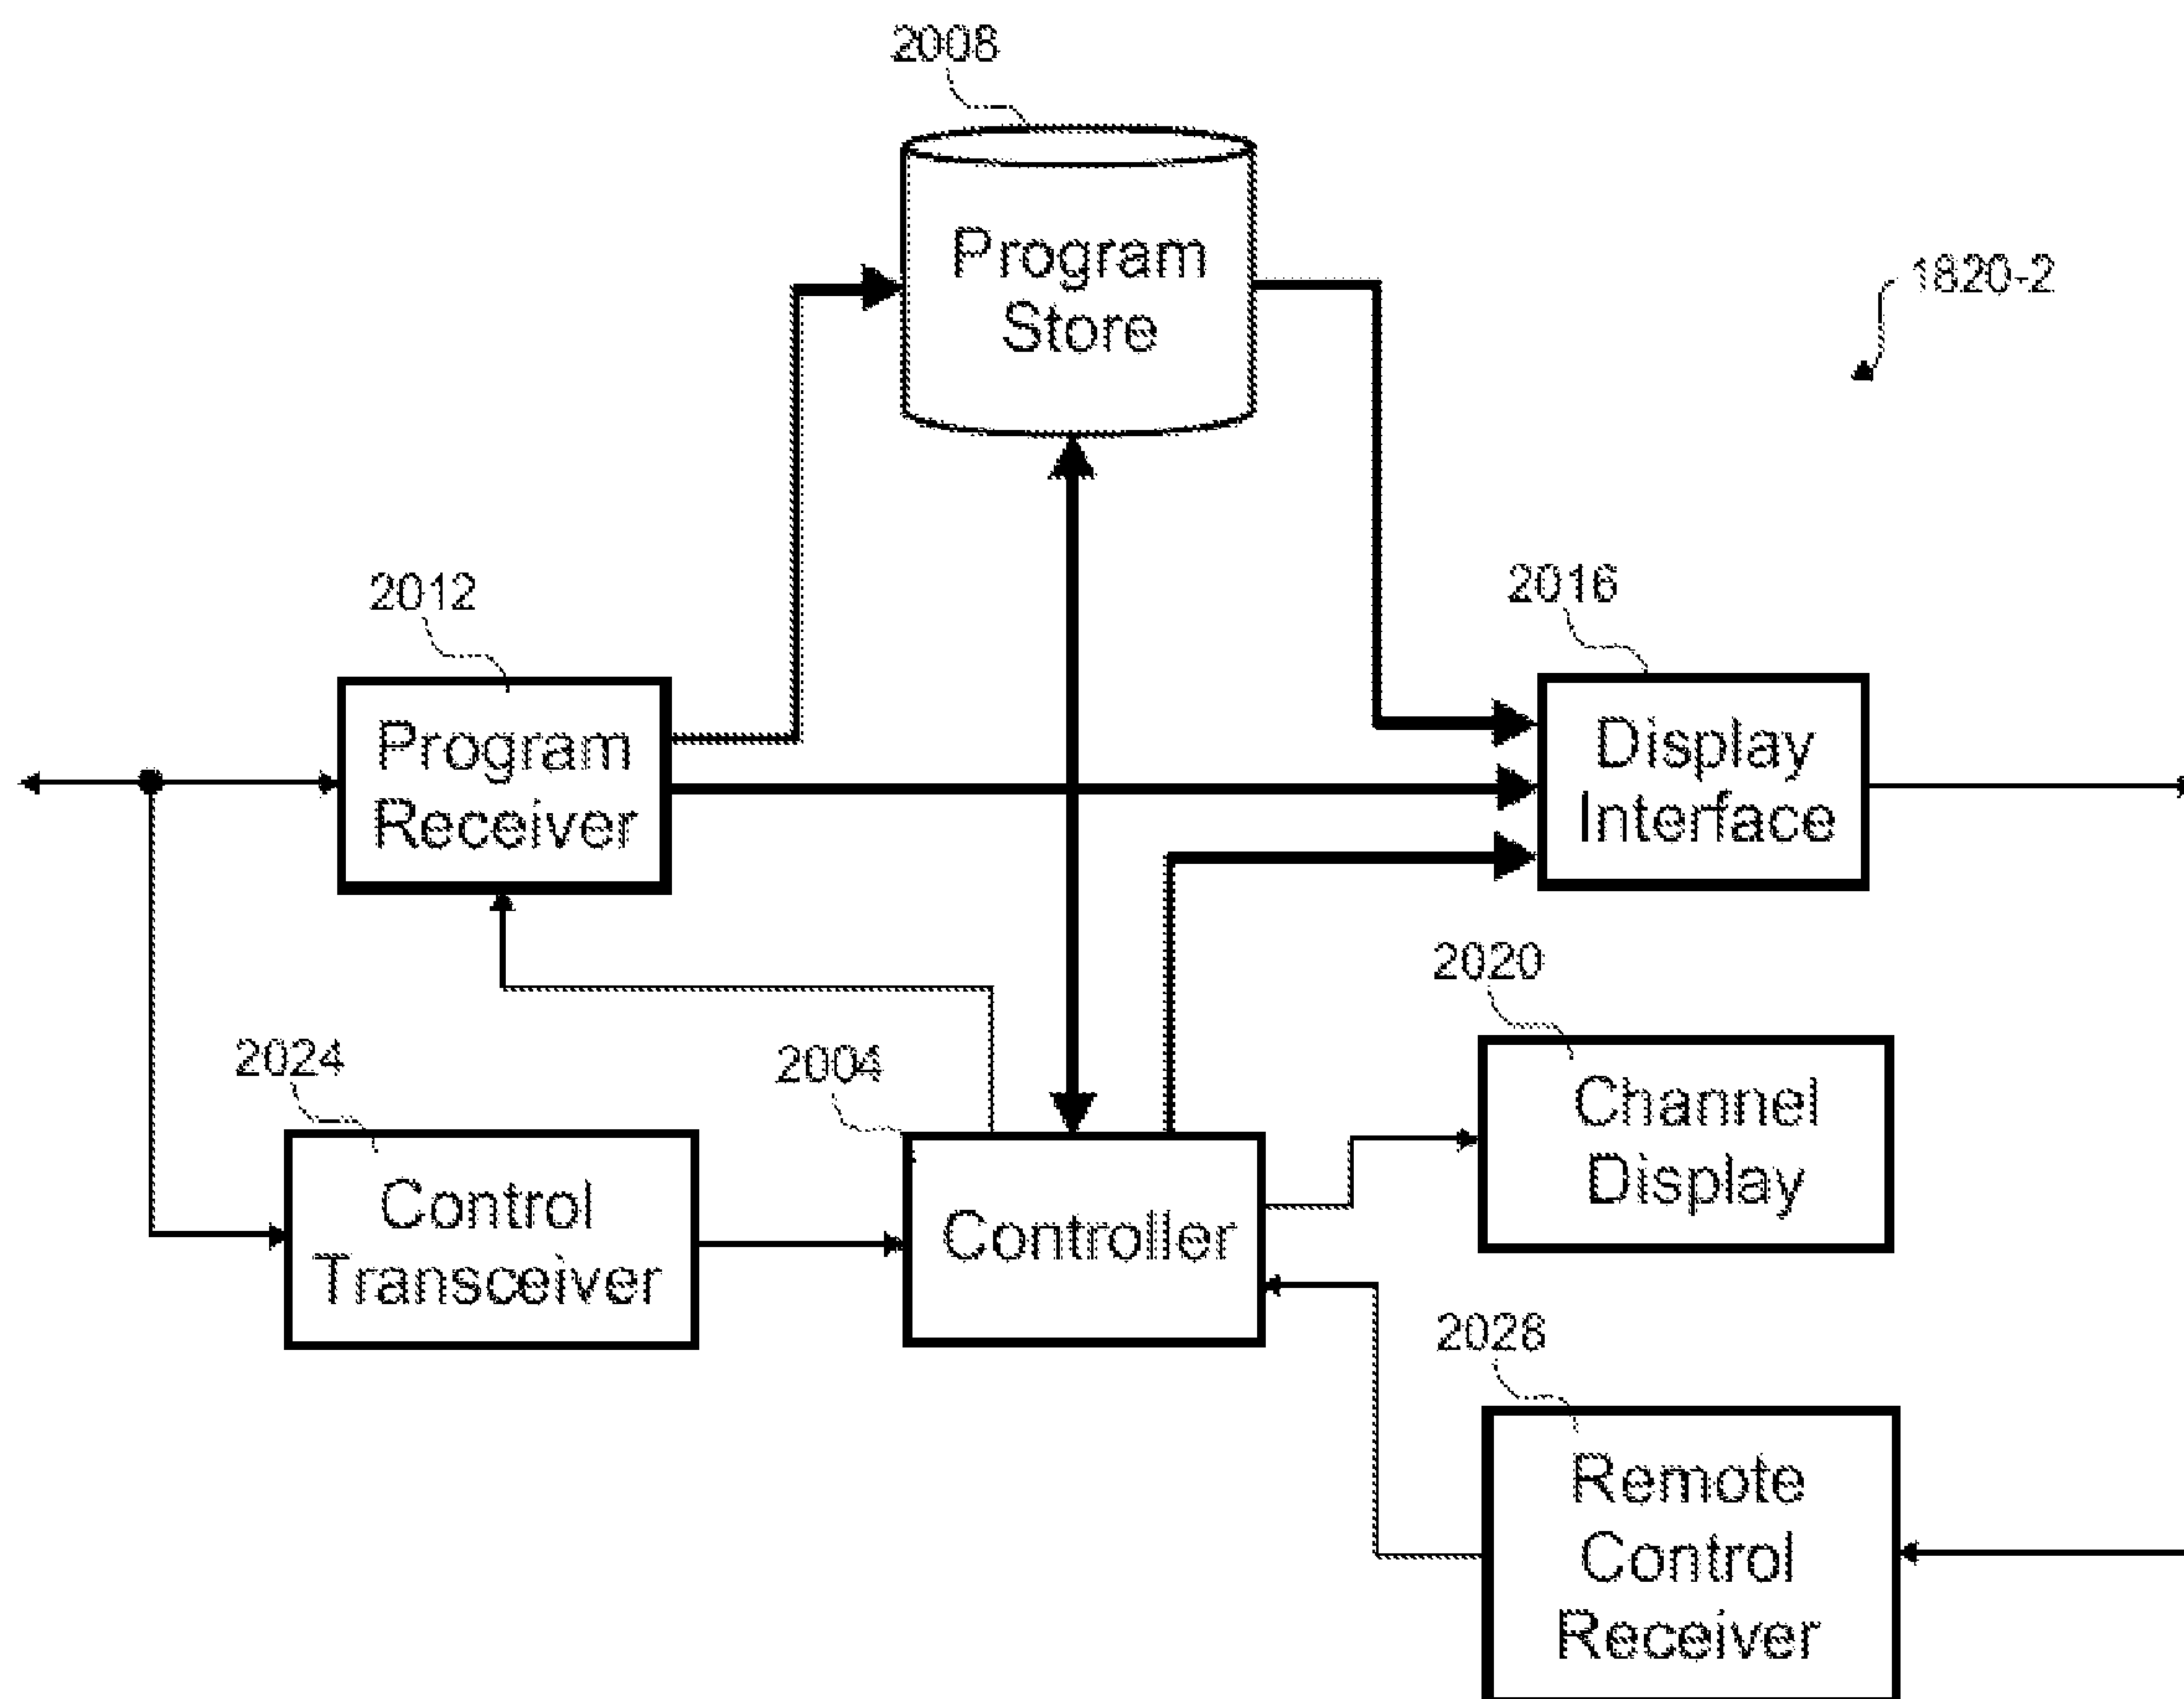 2008
Program
Store
1820-2
2012
Program
Receiver
2016
Display
Interface
2020
Channel
Display
2024
Control
Transceiver
2004
Controller
2028
Remote
Control
Receiver